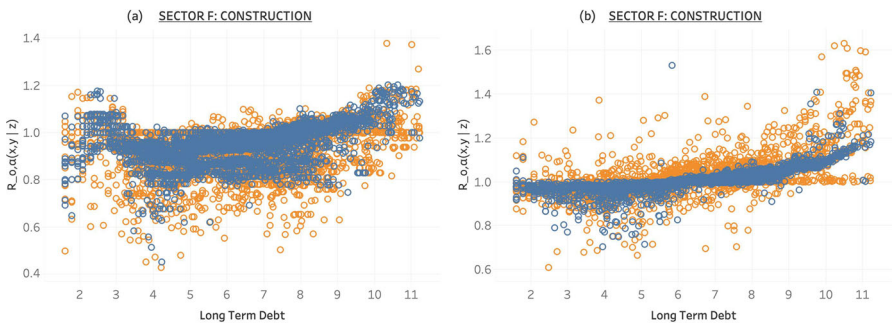 (a) SECTOR F: CONSTRUCTION
1.4
1.2
1.0
0.8
0.6
0.4
R_o,α(x,y | z)
2 3 4 5 6 7 8 9 10 11
Long Term Debt
(b) SECTOR F: CONSTRUCTION
1.6
1.4
1.2
1.0
0.8
0.6
R_o,α(x,y | z)
2 3 4 5 6 7 8 9 10 11
Long Term Debt